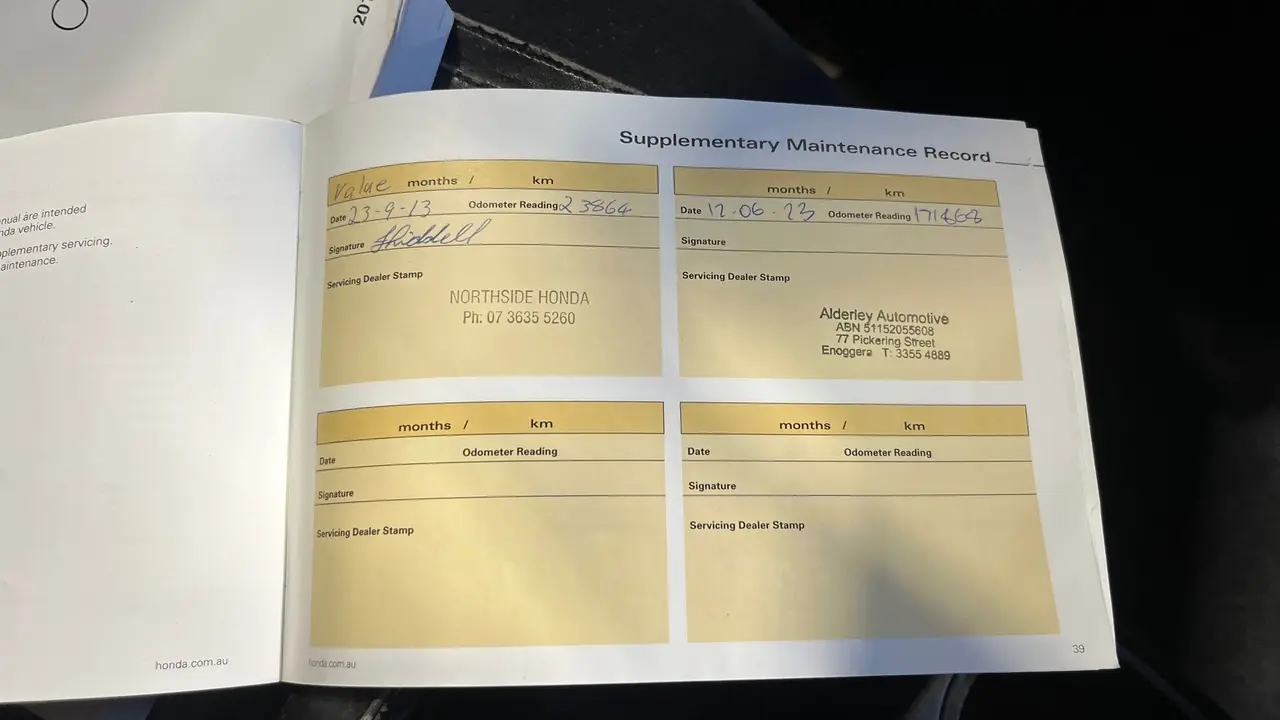 201
nual are intended
nda vehicle.
plementary servicing.
aintenance.
honda.com.au
Supplementary Maintenance Record
Value months / km
Date 23-9-13 Odometer Reading 23864
Signature
Servicing Dealer Stamp
NORTHSIDE HONDA
Ph: 07 3635 5260
months / km
Date 12.06.23 Odometer Reading
Signature
Servicing Dealer Stamp
Alderley Automotive
ABN 51152055608
77 Pickering Street
Enoggera T: 3355 4889
months / km
Date Odometer Reading
Signature
Servicing Dealer Stamp
months / km
Date Odometer Reading
Signature
Servicing Dealer Stamp
honda.com.au
39